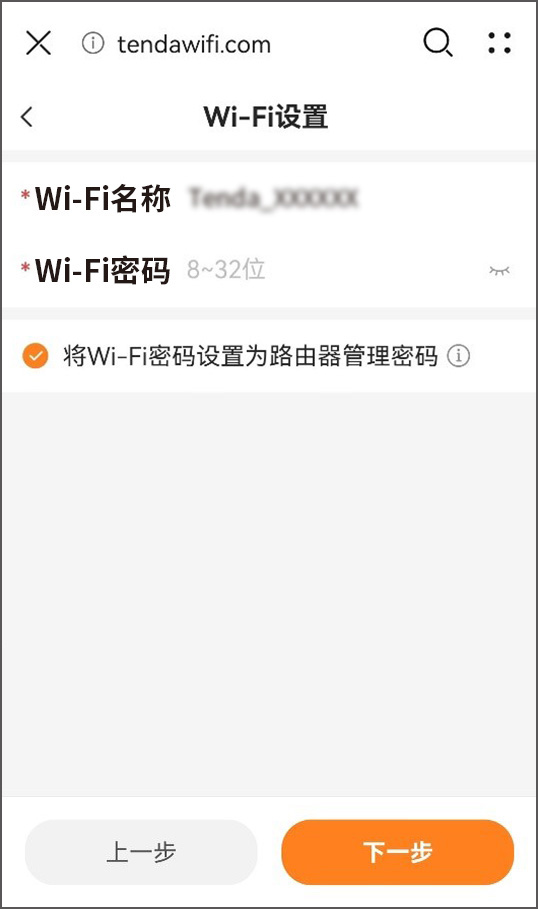 tendawifi.com
Wi-Fi设置
*Wi-Fi名称 Tenda_XXXXXX
*Wi-Fi密码 8~32位
将Wi-Fi密码设置为路由器管理密码
上一步 下一步